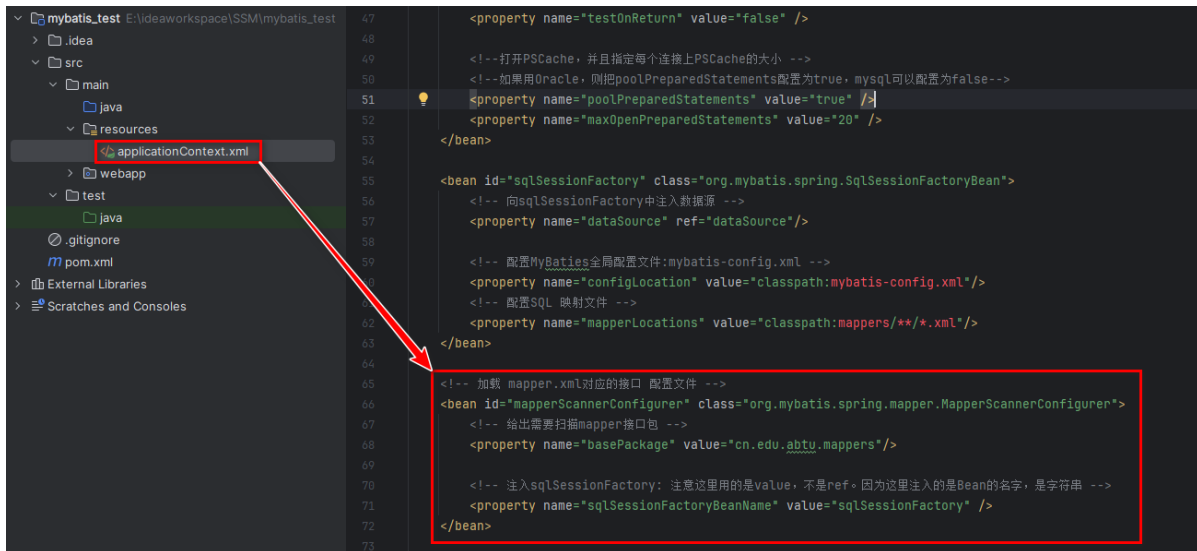 mybatis_test E:\ideaworkspace\SSM\mybatis_test
.idea
src
main
java
resources
applicationContext.xml
webapp
test
java
.gitignore
pom.xml
External Libraries
Scratches and Consoles
47 <property name="testOnReturn" value="false" />
48
49 <!--打开PSCache，并且指定每个连接上PSCache的大小 -->
50 <!--如果用Oracle，则把poolPreparedStatements配置为true，mysql可以配置为false-->
51 <property name="poolPreparedStatements" value="true" />
52 <property name="maxOpenPreparedStatements" value="20" />
53 </bean>
54
55 <bean id="sqlSessionFactory" class="org.mybatis.spring.SqlSessionFactoryBean">
56 <!-- 向sqlSessionFactory中注入数据源 -->
57 <property name="dataSource" ref="dataSource"/>
58
59 <!-- 配置MyBaties全局配置文件:mybatis-config.xml -->
60 <property name="configLocation" value="classpath:mybatis-config.xml"/>
61 <!-- 配置SQL 映射文件 -->
62 <property name="mapperLocations" value="classpath:mappers/**/*.xml"/>
63 </bean>
64
65 <!-- 加载 mapper.xml对应的接口 配置文件 -->
66 <bean id="mapperScannerConfigurer" class="org.mybatis.spring.mapper.MapperScannerConfigurer">
67 <!-- 给出需要扫描mapper接口包 -->
68 <property name="basePackage" value="cn.edu.abtu.mappers"/>
69
70 <!-- 注入sqlSessionFactory: 注意这里用的是value，不是ref。因为这里注入的是Bean的名字，是字符串 -->
71 <property name="sqlSessionFactoryBeanName" value="sqlSessionFactory" />
72 </bean>
73